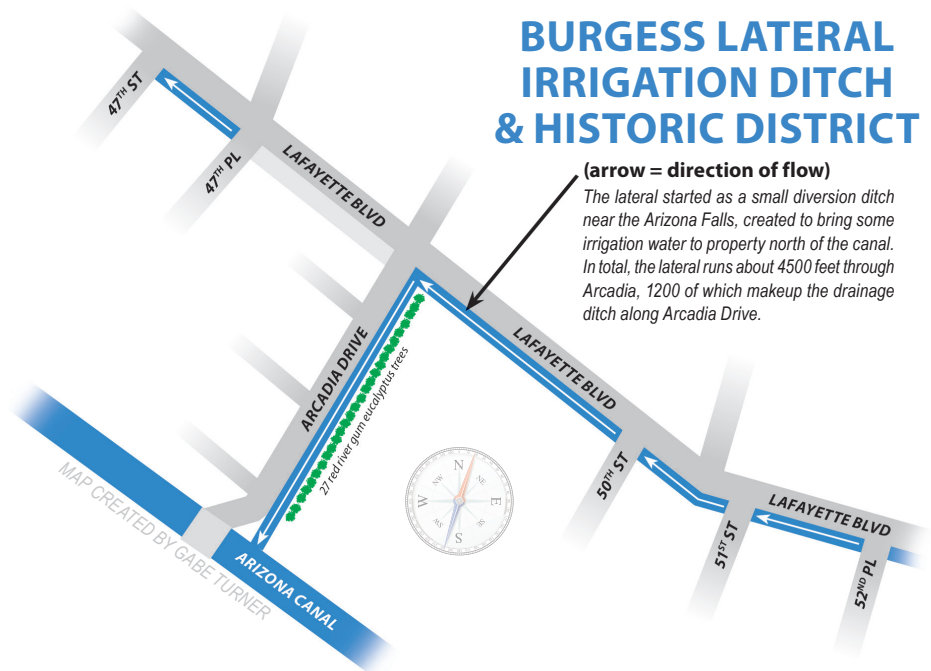 BURGESS LATERAL
IRRIGATION DITCH
& HISTORIC DISTRICT
(arrow = direction of flow)
The lateral started as a small diversion ditch
near the Arizona Falls, created to bring some
irrigation water to property north of the canal.
In total, the lateral runs about 4500 feet through
Arcadia, 1200 of which makeup the drainage
ditch along Arcadia Drive.
47TH ST
47TH PL
LAFAYETTE BLVD
ARCADIA DRIVE
27 red river gum eucalyptus trees
LAFAYETTE BLVD
50TH ST
51ST ST
LAFAYETTE BLVD
52ND PL
N
NE
E
SE
S
SW
W
NW
MAP CREATED BY GABE TURNER
ARIZONA CANAL